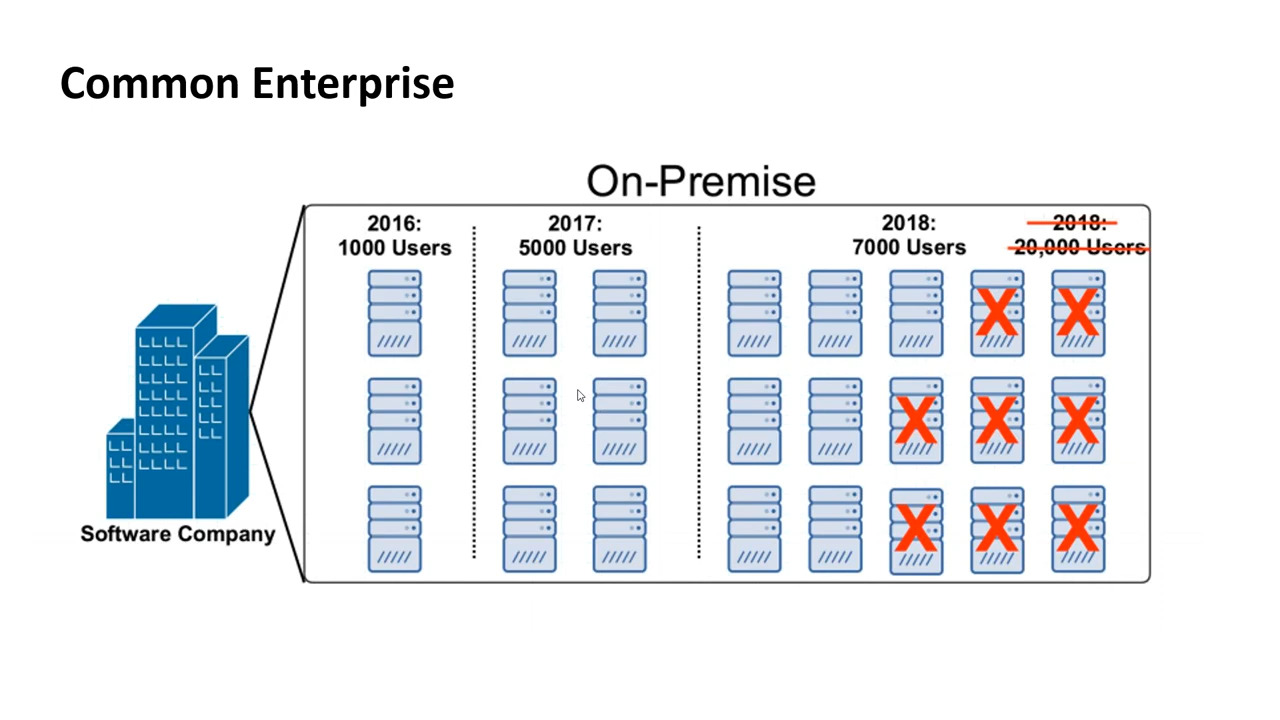 Common Enterprise
On-Premise
2016:
1000 Users
2017:
5000 Users
2018:
7000 Users
2018:
20,000 Users
X X
X X X
X X X
Software Company